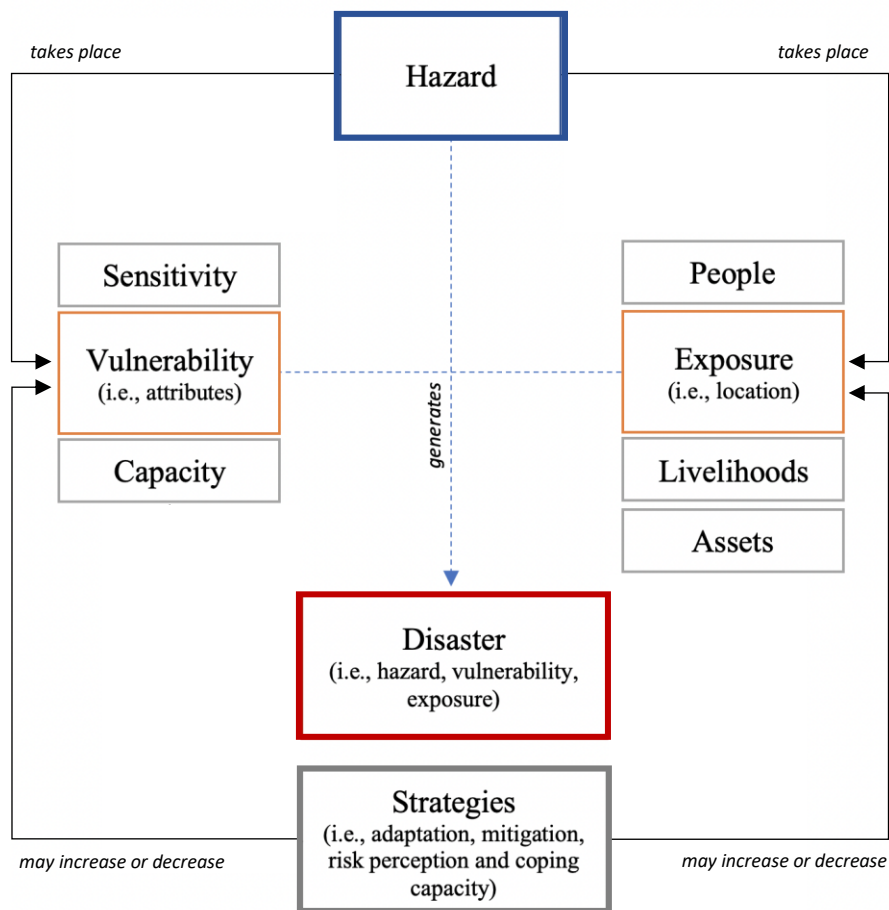 takes place
takes place
Hazard
Sensitivity
People
Vulnerability
(i.e., attributes)
Exposure
(i.e., location)
generates
Capacity
Livelihoods
Assets
Disaster
(i.e., hazard, vulnerability,
exposure)
Strategies
(i.e., adaptation, mitigation,
risk perception and coping
capacity)
may increase or decrease
may increase or decrease